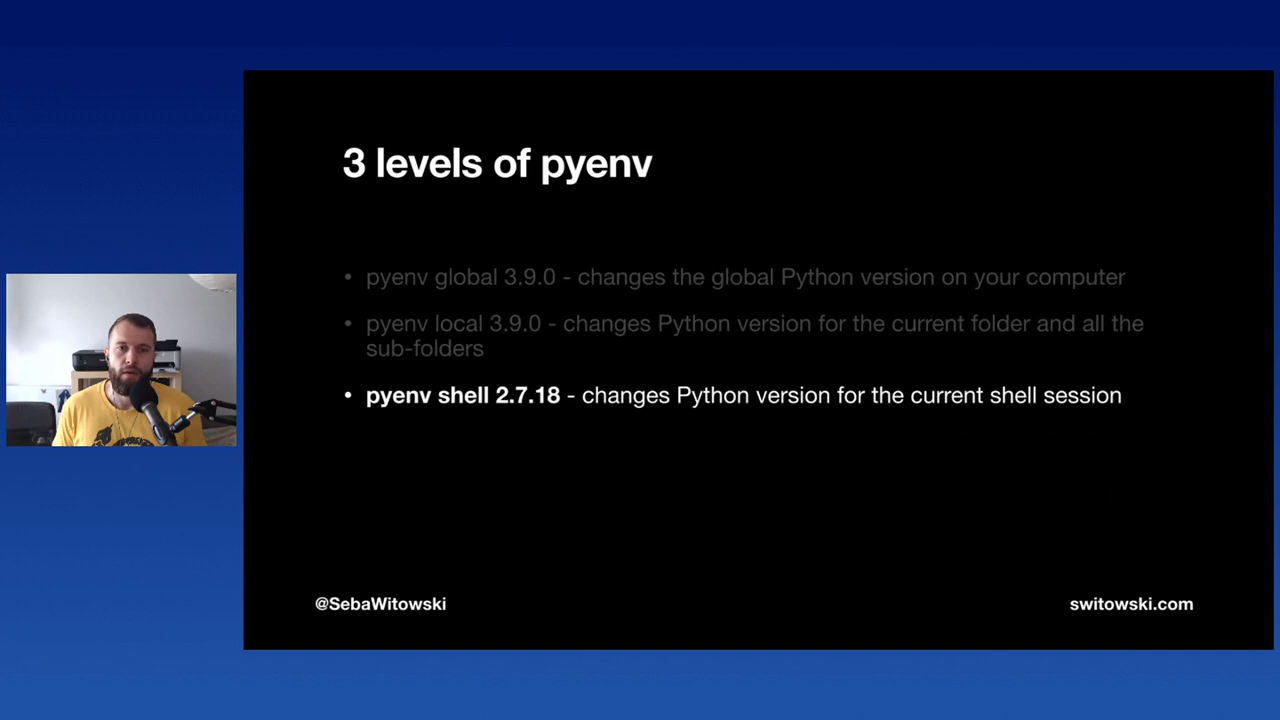 3 levels of pyenv
• pyenv global 3.9.0 - changes the global Python version on your computer
• pyenv local 3.9.0 - changes Python version for the current folder and all the
sub-folders
• pyenv shell 2.7.18 - changes Python version for the current shell session
@SebaWitowski
switowski.com